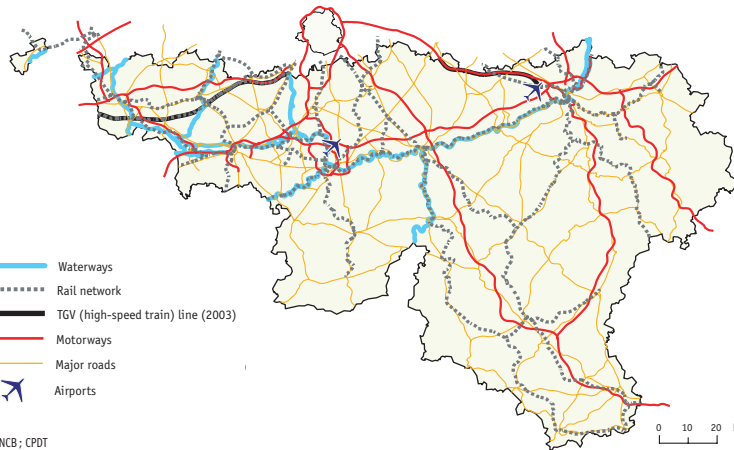 Waterways
Rail network
TGV (high-speed train) line (2003)
Motorways
Major roads
Airports
NCB ; CPDT
0 10 20